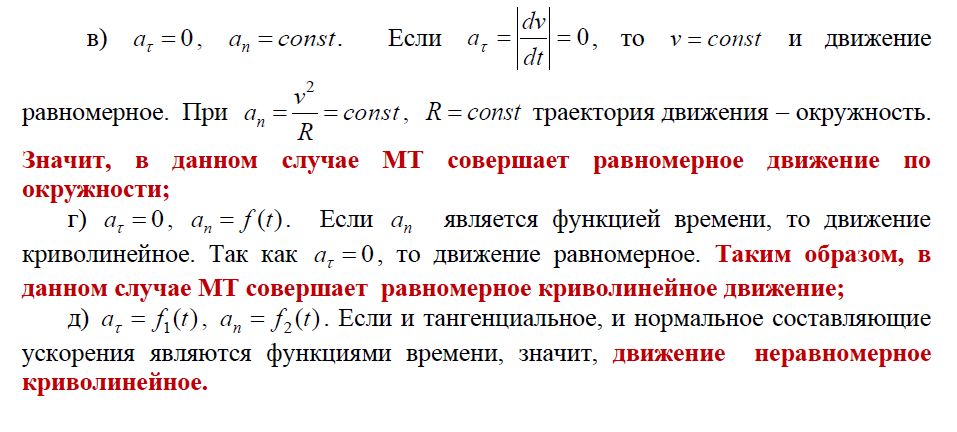 в) a_τ = 0, a_n = const. Если a_τ = |dv/dt| = 0, то v = const и движение
равномерное. При a_n = v²/R = const, R = const траектория движения – окружность.
Значит, в данном случае МТ совершает равномерное движение по
окружности;
г) a_τ = 0, a_n = f(t). Если a_n является функцией времени, то движение
криволинейное. Так как a_τ = 0, то движение равномерное. Таким образом, в
данном случае МТ совершает равномерное криволинейное движение;
д) a_τ = f₁(t), a_n = f₂(t). Если и тангенциальное, и нормальное составляющие
ускорения являются функциями времени, значит, движение неравномерное
криволинейное.